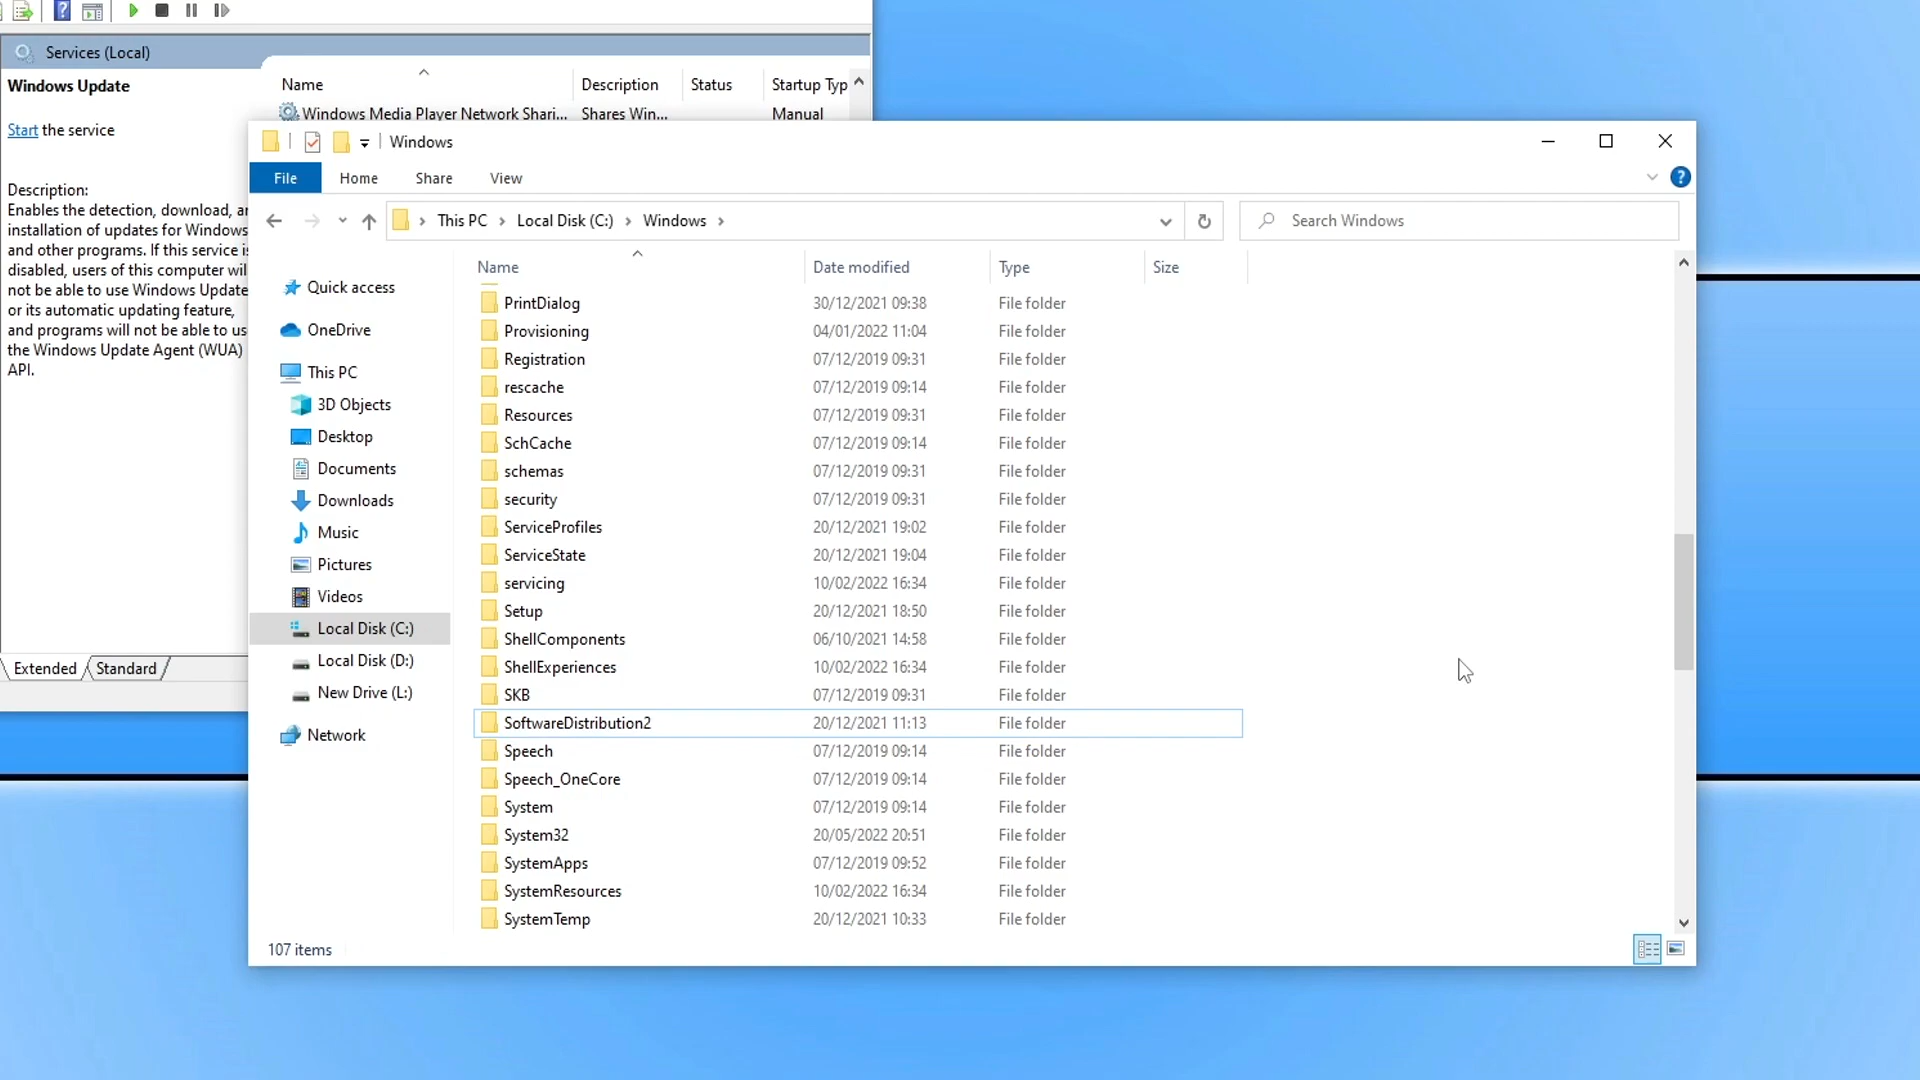 Services (Local)
Windows Update
Start the service
Description:
Enables the detection, download, a
installation of updates for Windows
and other programs. If this service i
disabled, users of this computer wil
not be able to use Windows Update
or its automatic updating feature,
and programs will not be able to us
the Windows Update Agent (WUA)
API.
Name Description Status Startup Typ
Windows Media Player Network Shari... Shares Win... Manual
Extended Standard
Windows
File Home Share View
This PC Local Disk (C:) Windows
Search Windows
Quick access
OneDrive
This PC
3D Objects
Desktop
Documents
Downloads
Music
Pictures
Videos
Local Disk (C:)
Local Disk (D:)
New Drive (L:)
Network
Name Date modified Type Size
PrintDialog 30/12/2021 09:38 File folder
Provisioning 04/01/2022 11:04 File folder
Registration 07/12/2019 09:31 File folder
rescache 07/12/2019 09:14 File folder
Resources 07/12/2019 09:31 File folder
SchCache 07/12/2019 09:14 File folder
schemas 07/12/2019 09:31 File folder
security 07/12/2019 09:31 File folder
ServiceProfiles 20/12/2021 19:02 File folder
ServiceState 20/12/2021 19:04 File folder
servicing 10/02/2022 16:34 File folder
Setup 20/12/2021 18:50 File folder
ShellComponents 06/10/2021 14:58 File folder
ShellExperiences 10/02/2022 16:34 File folder
SKB 07/12/2019 09:31 File folder
SoftwareDistribution2 20/12/2021 11:13 File folder
Speech 07/12/2019 09:14 File folder
Speech_OneCore 07/12/2019 09:14 File folder
System 07/12/2019 09:14 File folder
System32 20/05/2022 20:51 File folder
SystemApps 07/12/2019 09:52 File folder
SystemResources 10/02/2022 16:34 File folder
SystemTemp 20/12/2021 10:33 File folder
107 items